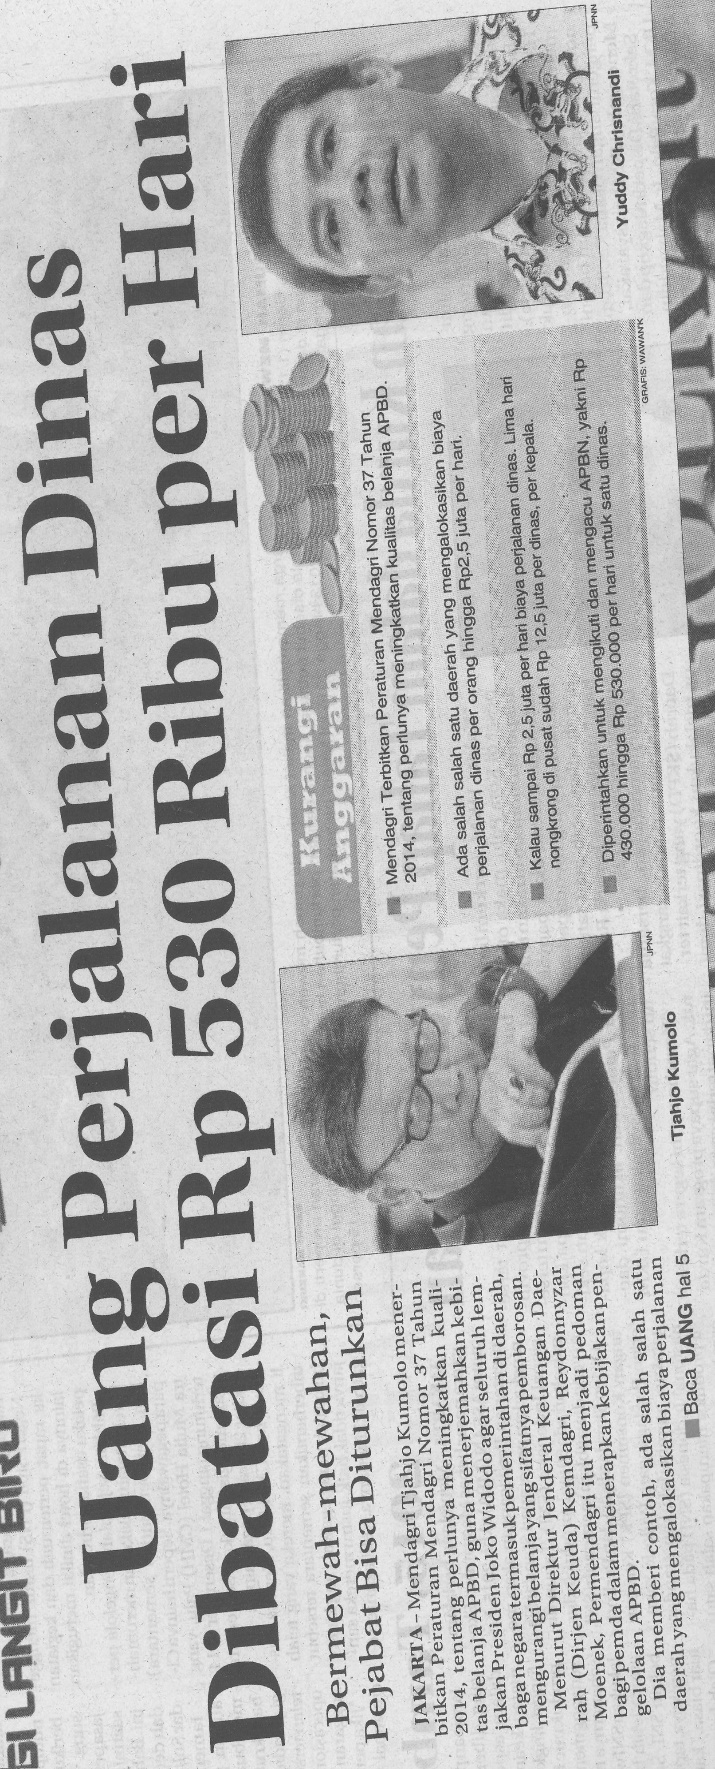 GI LANGIT BIRU
Uang Perjalanan Dinas
Dibatasi Rp 530 Ribu per Hari
Bermewah-mewahan,
Pejabat Bisa Diturunkan
JAKARTA – Mendagri Tjahjo Kumolo mener-
bitkan Peraturan Mendagri Nomor 37 Tahun
2014, tentang perlunya meningkatkan kuali-
tas belanja APBD, guna menerjemahkan kebi-
jakan Presiden Joko Widodo agar seluruh lem-
baga negara termasuk pemerintahan di daerah,
mengurangi belanja yang sifatnya pemborosan.
Menurut Direktur Jenderal Keuangan Dae-
rah (Dirjen Keuda) Kemdagri, Reydonnyzar
Moenek, Permendagri itu menjadi pedoman
bagi pemda dalam menerapkan kebijakan pen-
gelolaan APBD.
Dia memberi contoh, ada salah salah satu
daerah yang mengalokasikan biaya perjalanan
■ Baca UANG hal 5
JPNN
Tjahjo Kumolo
Kurangi
Anggaran
■ Mendagri Terbitkan Peraturan Mendagri Nomor 37 Tahun
2014, tentang perlunya meningkatkan kualitas belanja APBD.
■ Ada salah salah satu daerah yang mengalokasikan biaya
perjalanan dinas per orang hingga Rp2,5 juta per hari.
■ Kalau sampai Rp 2,5 juta per hari biaya perjalanan dinas. Lima hari
nongkrong di pusat sudah Rp 12,5 juta per dinas, per kepala.
■ Diperintahkan untuk mengikuti dan mengacu APBN, yakni Rp
430.000 hingga Rp 530.000 per hari untuk satu dinas.
GRAFIS: WAWANYK
JPNN
Yuddy Chrisnandi